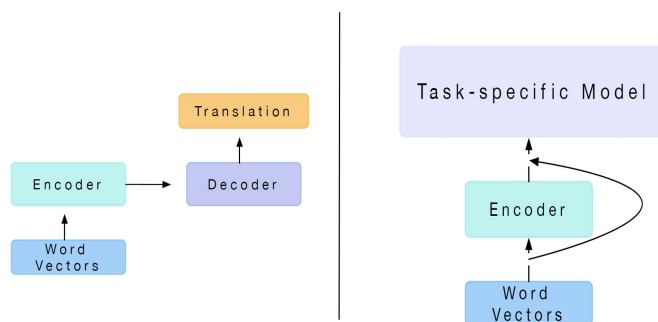 Translation
Encoder
Decoder
Word
Vectors
Task-specific Model
Encoder
Word
Vectors